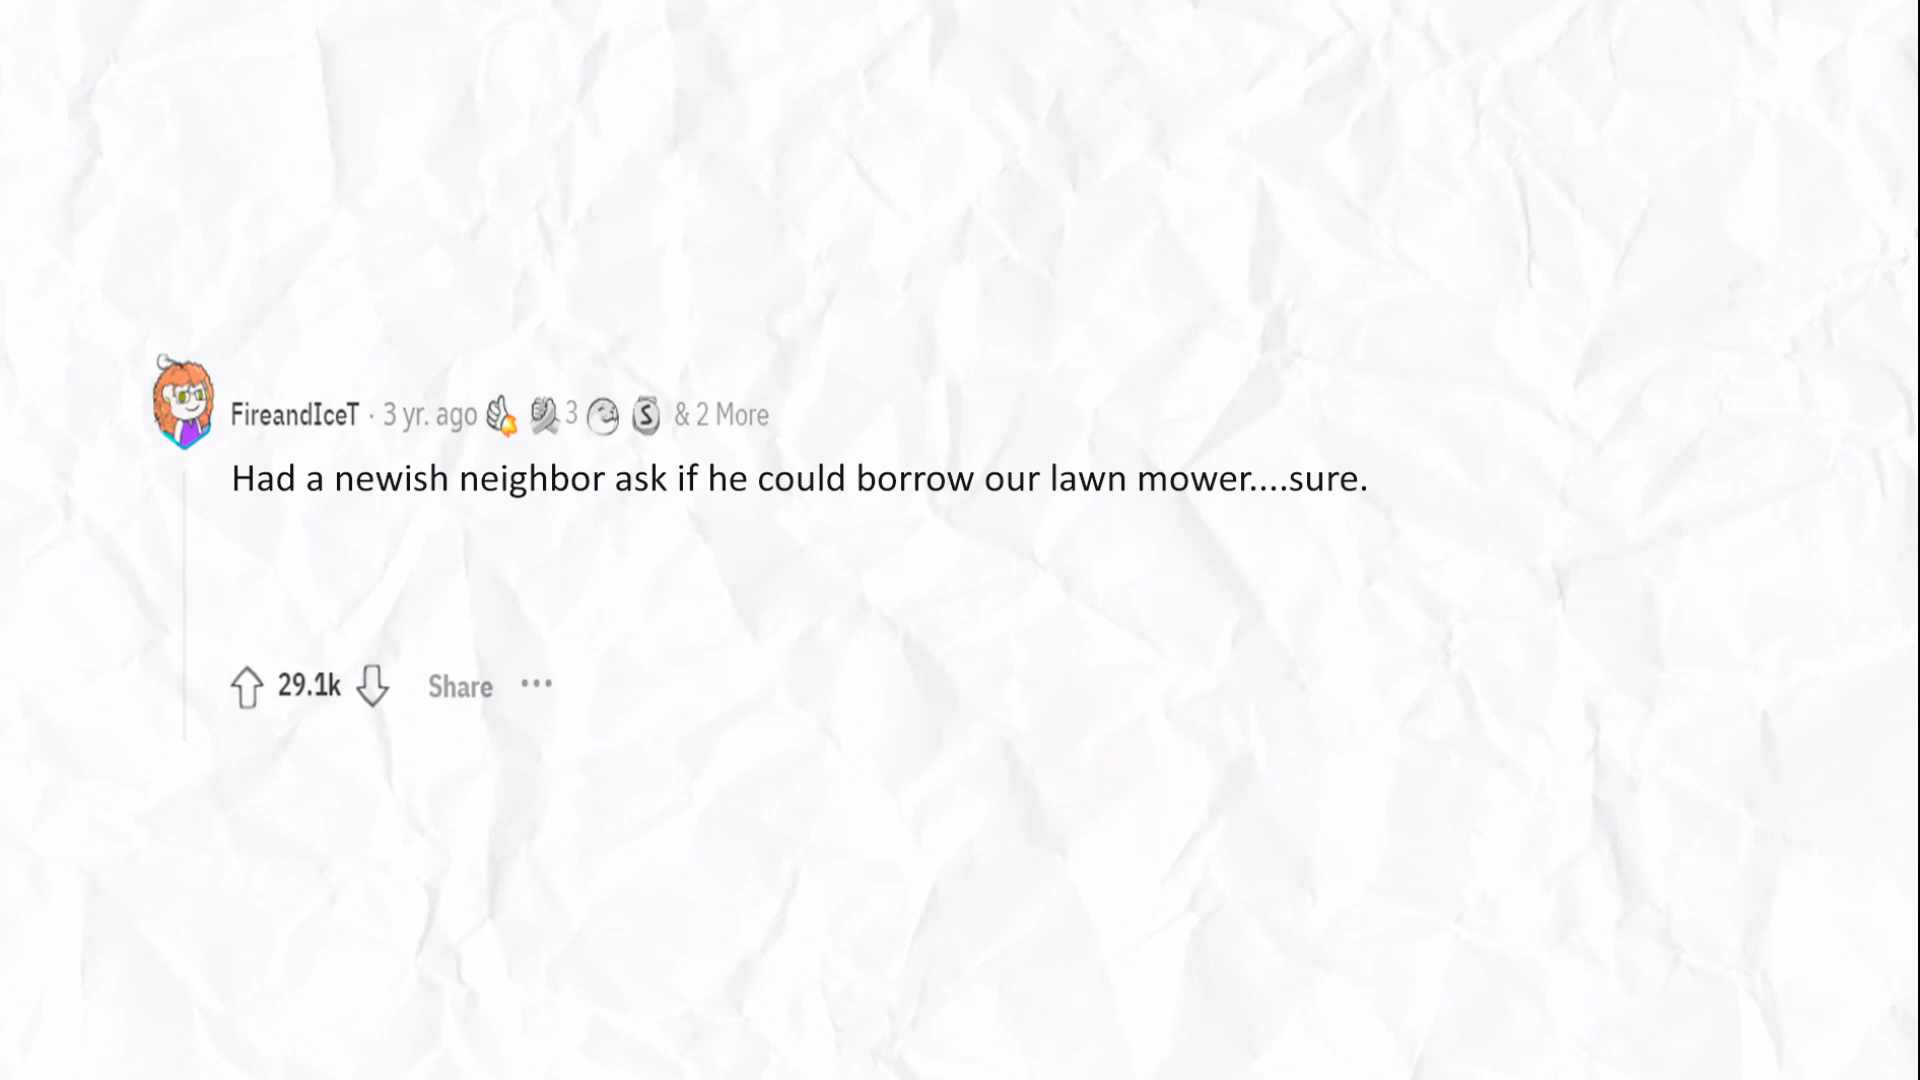 FireandIceT · 3 yr. ago 3 S & 2 More
Had a newish neighbor ask if he could borrow our lawn mower....sure.
29.1k Share •••